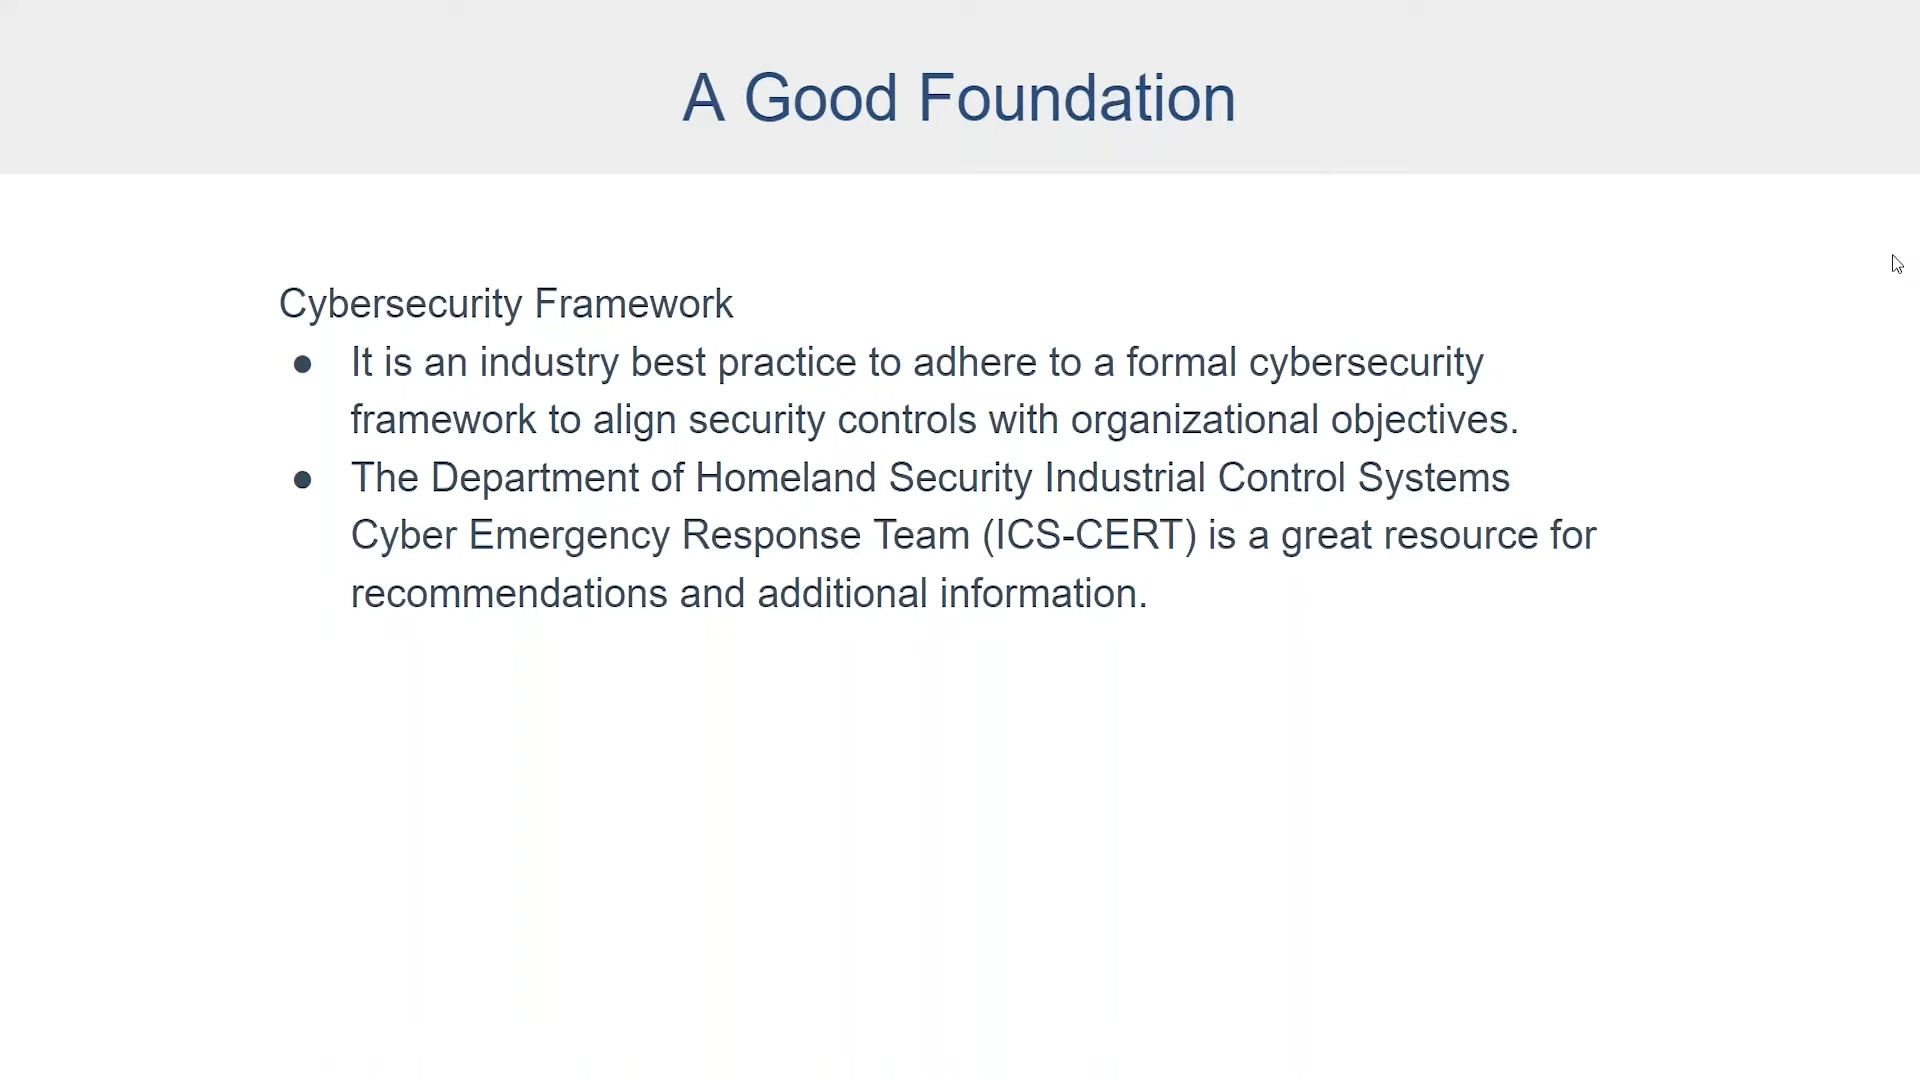 A Good Foundation
Cybersecurity Framework
● It is an industry best practice to adhere to a formal cybersecurity
framework to align security controls with organizational objectives.
● The Department of Homeland Security Industrial Control Systems
Cyber Emergency Response Team (ICS-CERT) is a great resource for
recommendations and additional information.